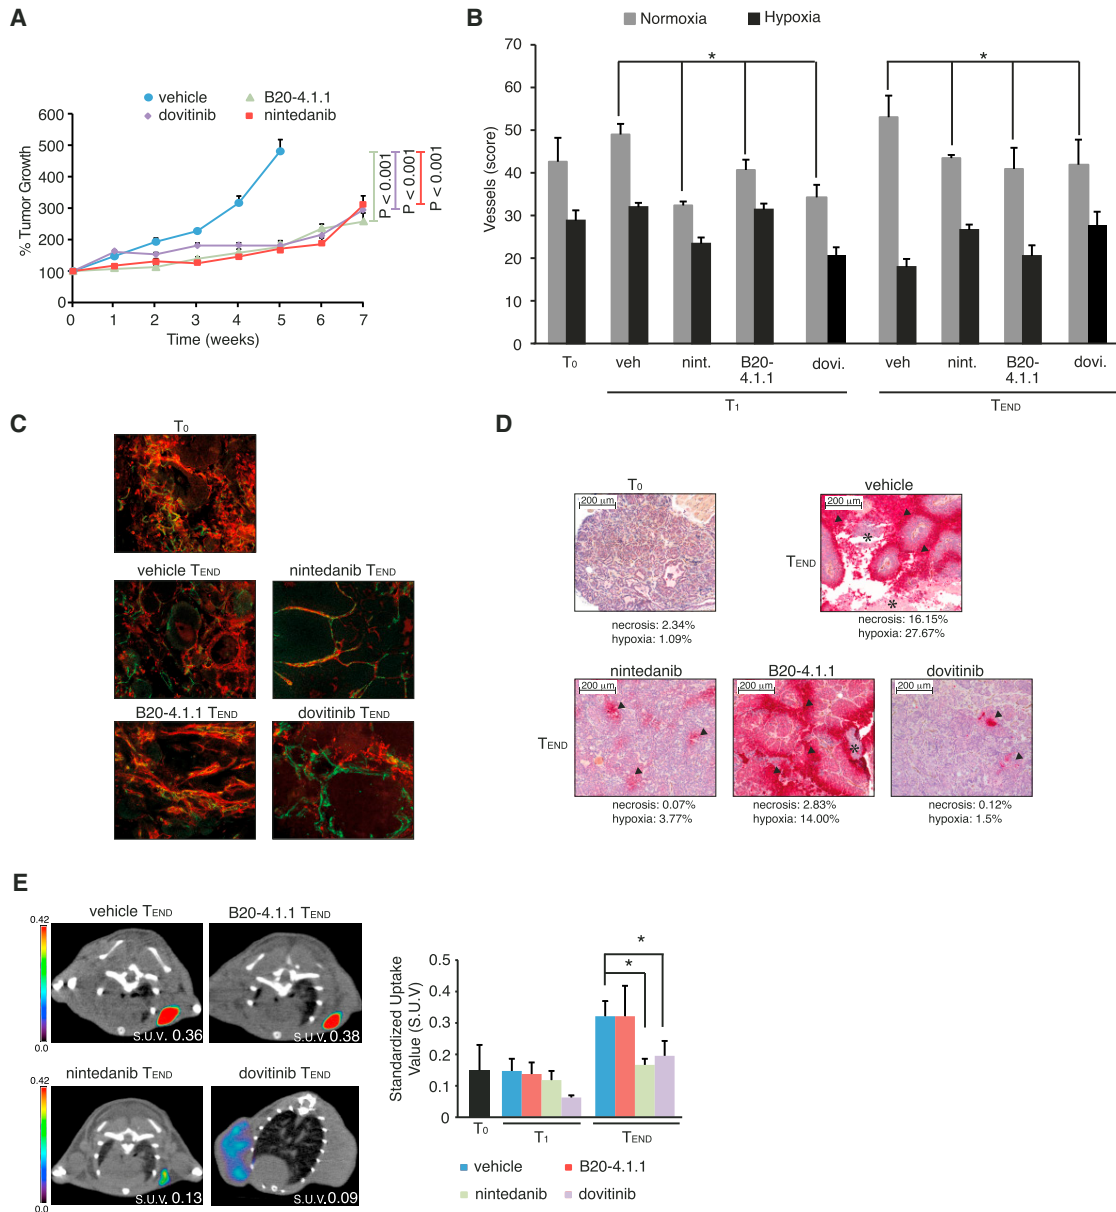 A
vehicle
B20-4.1.1
dovitinib
nintedanib
% Tumor Growth
600
500
400
300
200
100
0
0 1 2 3 4 5 6 7
Time (weeks)
P < 0.001
P < 0.001
P < 0.001
B
Normoxia
Hypoxia
Vessels (score)
70
60
50
40
30
20
10
0
*
*
T0 veh nint. B20-4.1.1 dovi. veh nint. B20-4.1.1 dovi.
T1
TEND
C
T0
vehicle TEND
nintedanib TEND
B20-4.1.1 TEND
dovitinib TEND
D
T0
vehicle
200 µm
200 µm
TEND
*
*
necrosis: 2.34%
hypoxia: 1.09%
necrosis: 16.15%
hypoxia: 27.67%
nintedanib
B20-4.1.1
dovitinib
200 µm
200 µm
200 µm
TEND
*
necrosis: 0.07%
hypoxia: 3.77%
necrosis: 2.83%
hypoxia: 14.00%
necrosis: 0.12%
hypoxia: 1.5%
E
vehicle TEND
B20-4.1.1 TEND
0.42
0.0
S.U.V. 0.36
S.U.V. 0.38
nintedanib TEND
dovitinib TEND
0.42
0.0
S.U.V. 0.13
S.U.V. 0.09
Standardized Uptake
Value (S.U.V)
0.5
0.4
0.3
0.2
0.1
0
*
*
T0
T1
TEND
vehicle
B20-4.1.1
nintedanib
dovitinib